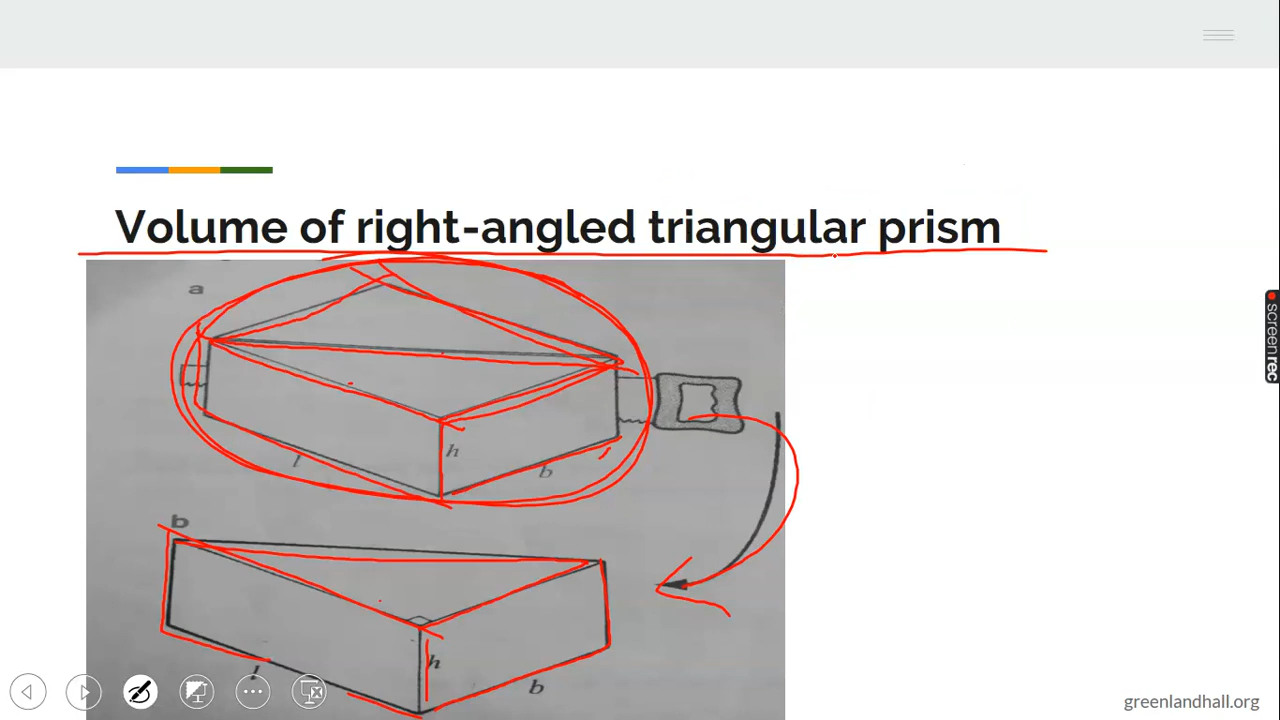 Volume of right-angled triangular prism
a
h
l
b
b
h
l
b
greenlandhall.org
screenrec